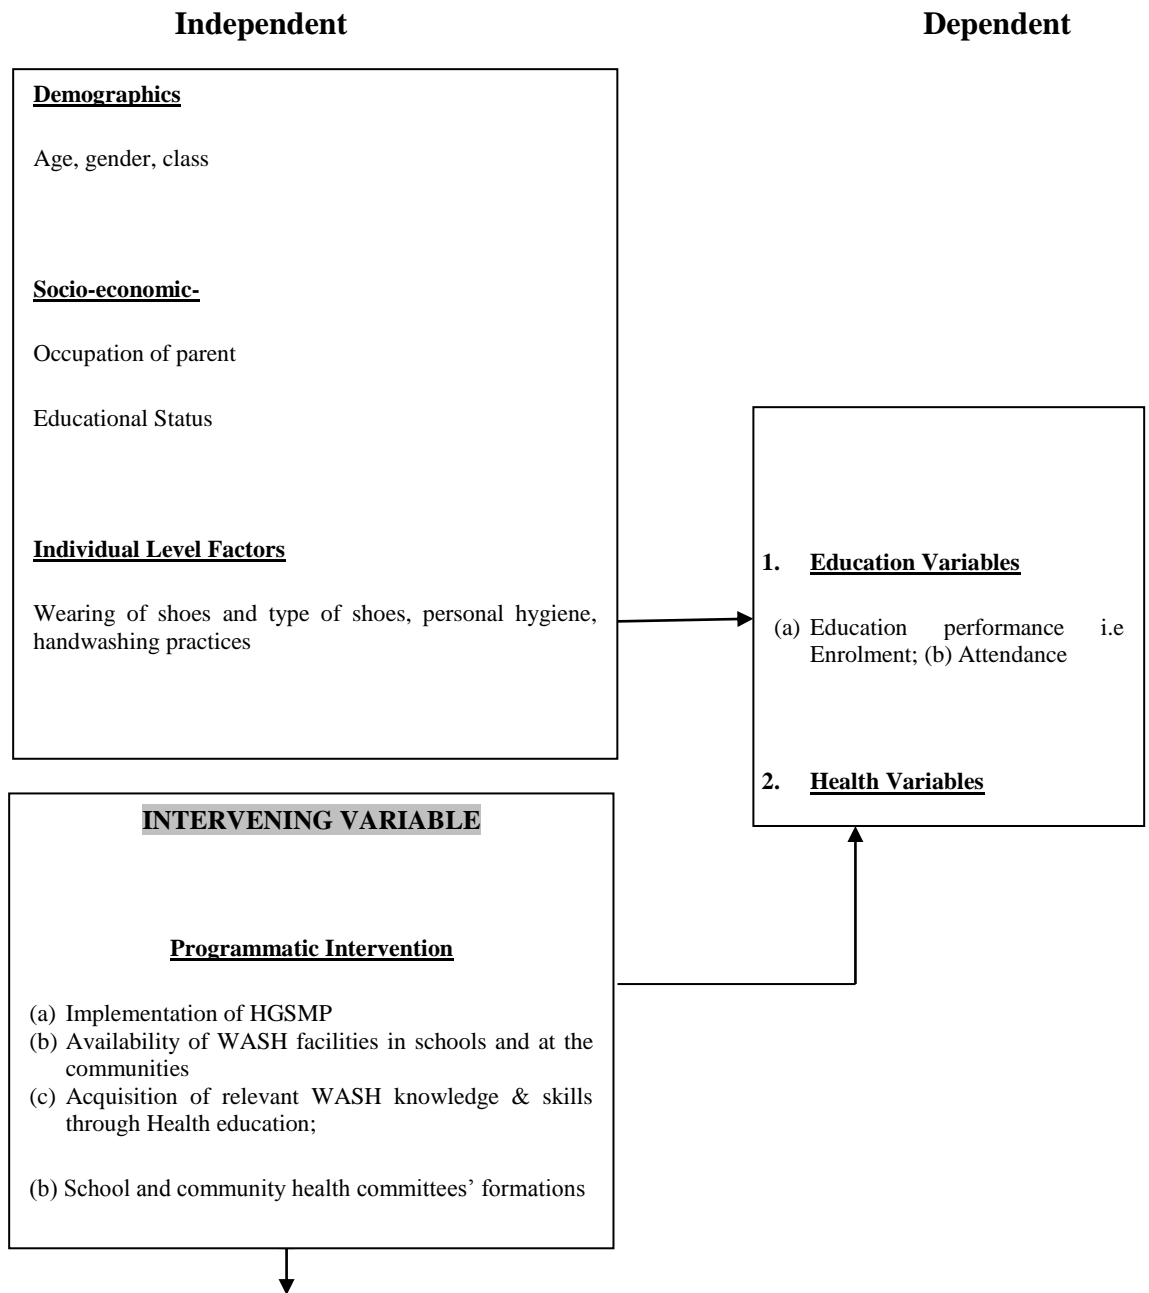 Independent
Dependent
Demographics
Age, gender, class
Socio-economic-
Occupation of parent
Educational Status
Individual Level Factors
Wearing of shoes and type of shoes, personal hygiene,
handwashing practices
1. Education Variables
(a) Education performance i.e
Enrolment; (b) Attendance
2. Health Variables
INTERVENING VARIABLE
Programmatic Intervention
(a) Implementation of HGSMP
(b) Availability of WASH facilities in schools and at the
communities
(c) Acquisition of relevant WASH knowledge & skills
through Health education;
(b) School and community health committees’ formations